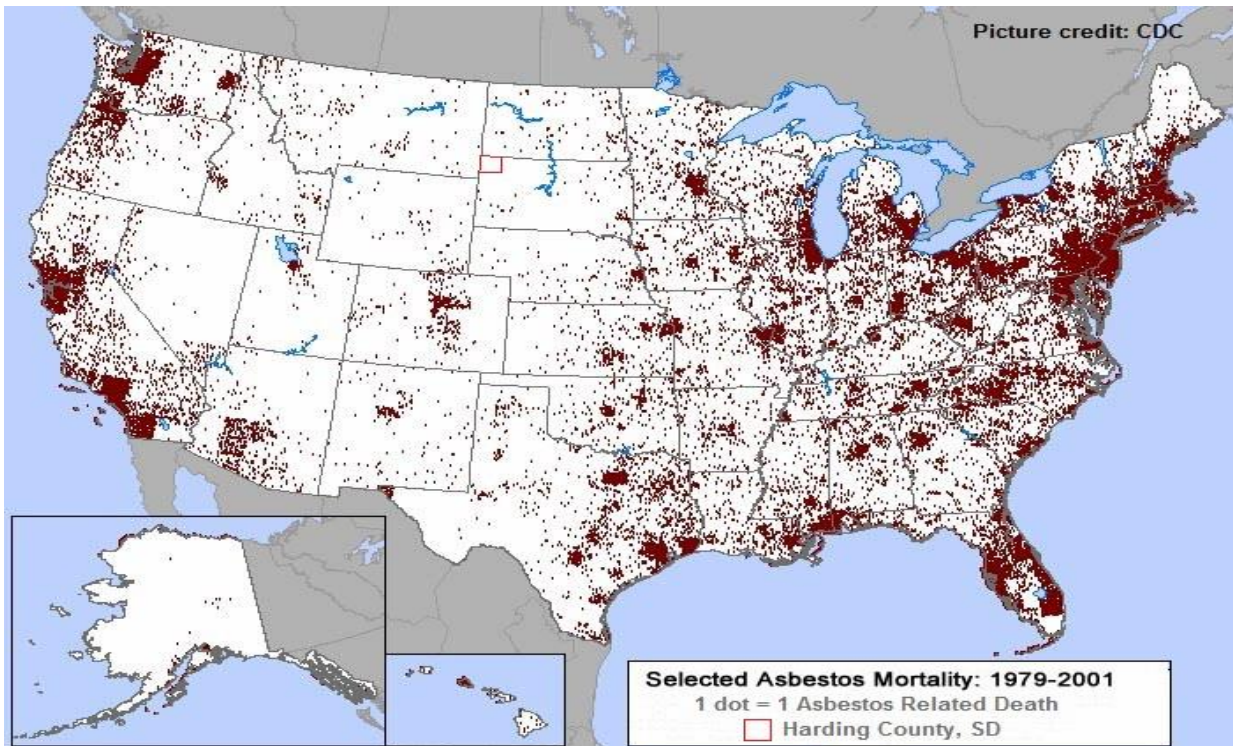 Picture credit: CDC
Selected Asbestos Mortality: 1979-2001
1 dot = 1 Asbestos Related Death
Harding County, SD